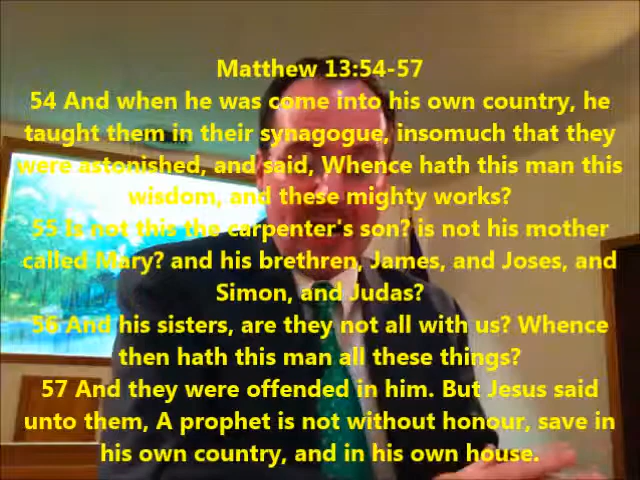 Matthew 13:54-57
54 And when he was come into his own country, he
taught them in their synagogue, insomuch that they
were astonished, and said, Whence hath this man this
wisdom, and these mighty works?
55 Is not this the carpenter's son? is not his mother
called Mary? and his brethren, James, and Joses, and
Simon, and Judas?
56 And his sisters, are they not all with us? Whence
then hath this man all these things?
57 And they were offended in him. But Jesus said
unto them, A prophet is not without honour, save in
his own country, and in his own house.